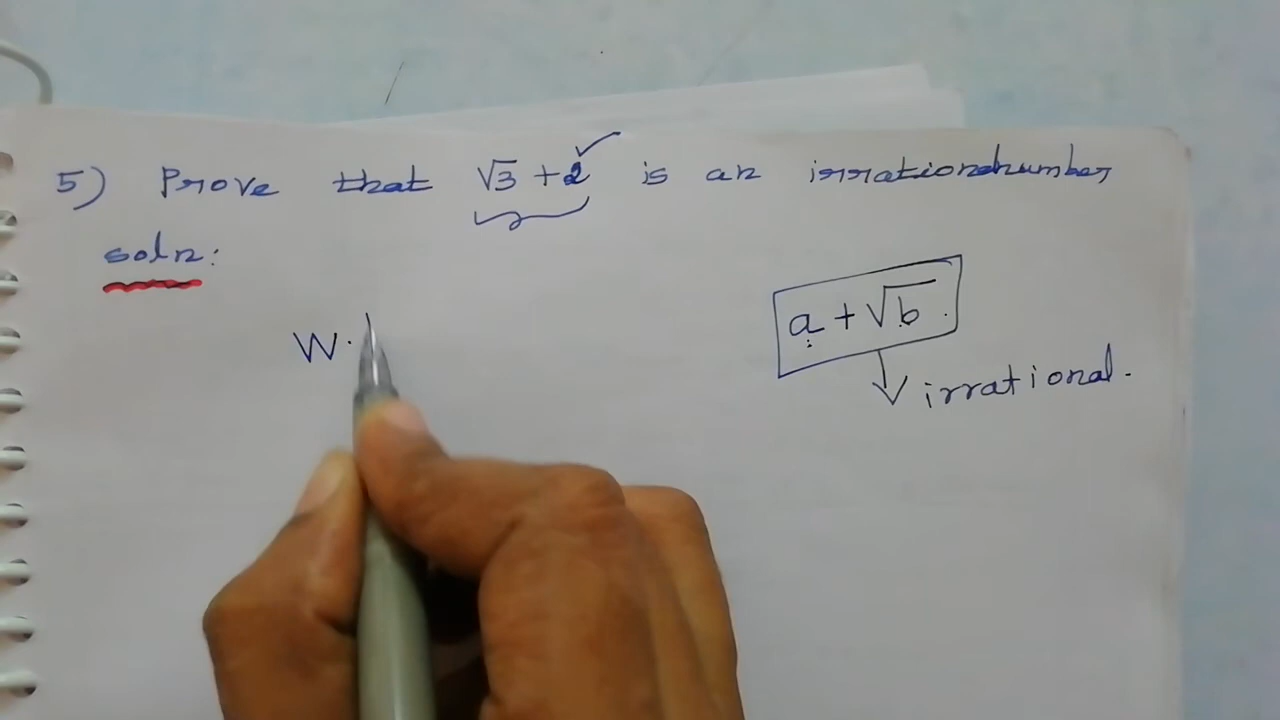 5) Prove that √3 + 2 is an irrational number
soln:
a + √b.
irrational.
W.